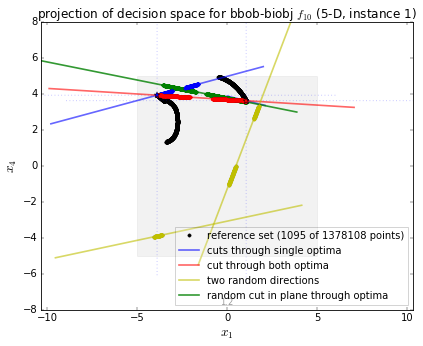 projection of decision space for bbob-biobj f10 (5-D, instance 1)
8
6
4
2
0
−2
−4
−6
−8
x4
reference set (1095 of 1378108 points)
cuts through single optima
cut through both optima
two random directions
random cut in plane through optima
−10
−5
0
5
10
x1